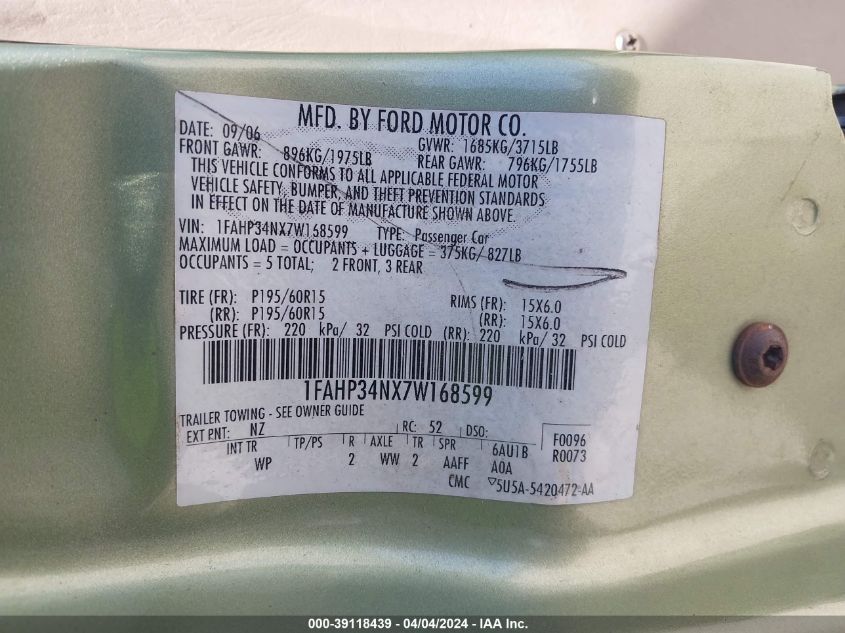 MFD. BY FORD MOTOR CO.
DATE: 09/06 GVWR: 1685KG/3715LB
FRONT GAWR: 896KG/1975LB REAR GAWR: 796KG/1755LB
THIS VEHICLE CONFORMS TO ALL APPLICABLE FEDERAL MOTOR
VEHICLE SAFETY, BUMPER, AND THEFT PREVENTION STANDARDS
IN EFFECT ON THE DATE OF MANUFACTURE SHOWN ABOVE.
VIN: 1FAHP34NX7W168599 TYPE: Passenger Car
MAXIMUM LOAD = OCCUPANTS + LUGGAGE = 375KG/ 827LB
OCCUPANTS = 5 TOTAL; 2 FRONT, 3 REAR
TIRE (FR): P195/60R15 RIMS (FR): 15X6.0
(RR): P195/60R15 (RR): 15X6.0
PRESSURE (FR): 220 kPa/ 32 PSI COLD (RR): 220 kPa/ 32 PSI COLD
1FAHP34NX7W168599
TRAILER TOWING - SEE OWNER GUIDE
EXT PNT: NZ RC: 52 DSO: F0096
INT TR TP/PS R AXLE TR SPR 6AU1B R0073
WP 2 WW 2 AAFF AOA
CMC ▽5U5A-5420472-AA
000-39118439 - 04/04/2024 - IAA Inc.